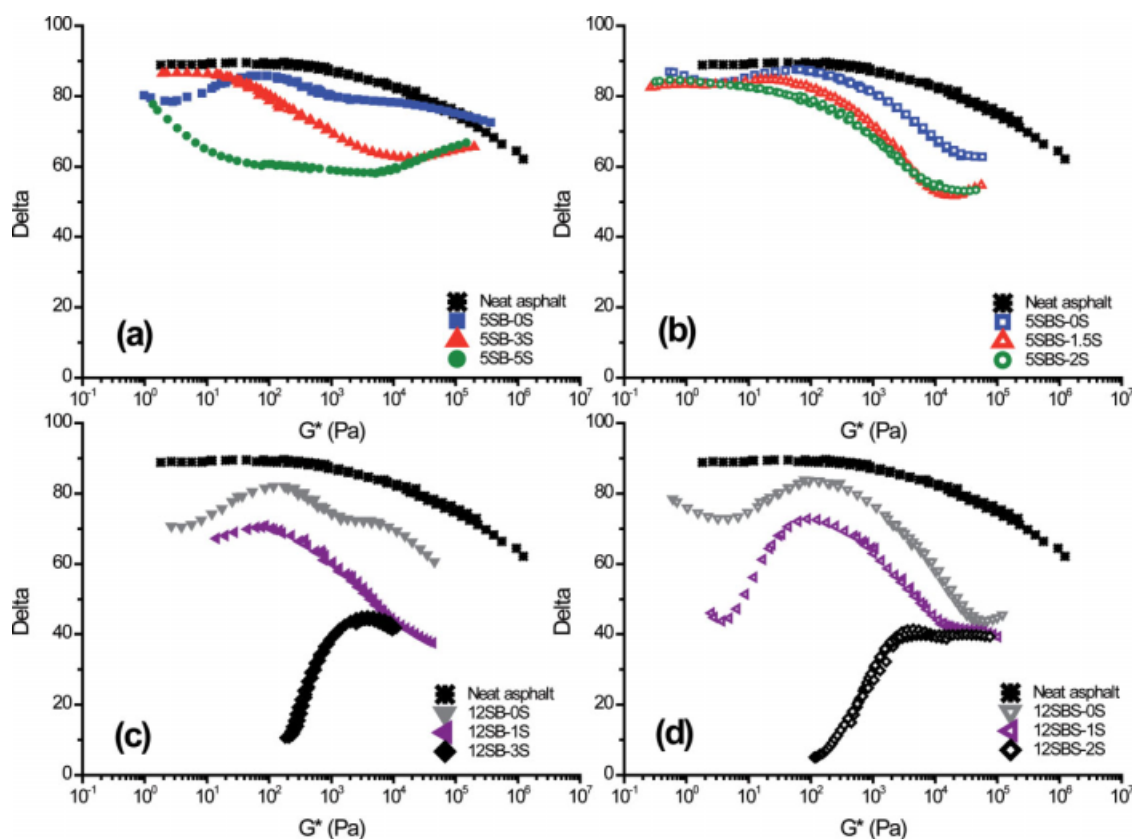 100
80
60
40
20
0
Delta
(a)
Neat asphalt
5SB-0S
5SB-3S
5SB-5S
10-1 100 101 102 103 104 105 106 107
G* (Pa)
100
80
60
40
20
0
Delta
(b)
Neat asphalt
5SBS-0S
5SBS-1.5S
5SBS-2S
10-1 100 101 102 103 104 105 106 107
G* (Pa)
100
80
60
40
20
0
Delta
(c)
Neat asphalt
12SB-0S
12SB-1S
12SB-3S
10-1 100 101 102 103 104 105 106 107
G* (Pa)
100
80
60
40
20
0
Delta
(d)
Neat asphalt
12SBS-0S
12SBS-1S
12SBS-2S
10-1 100 101 102 103 104 105 106 107
G* (Pa)